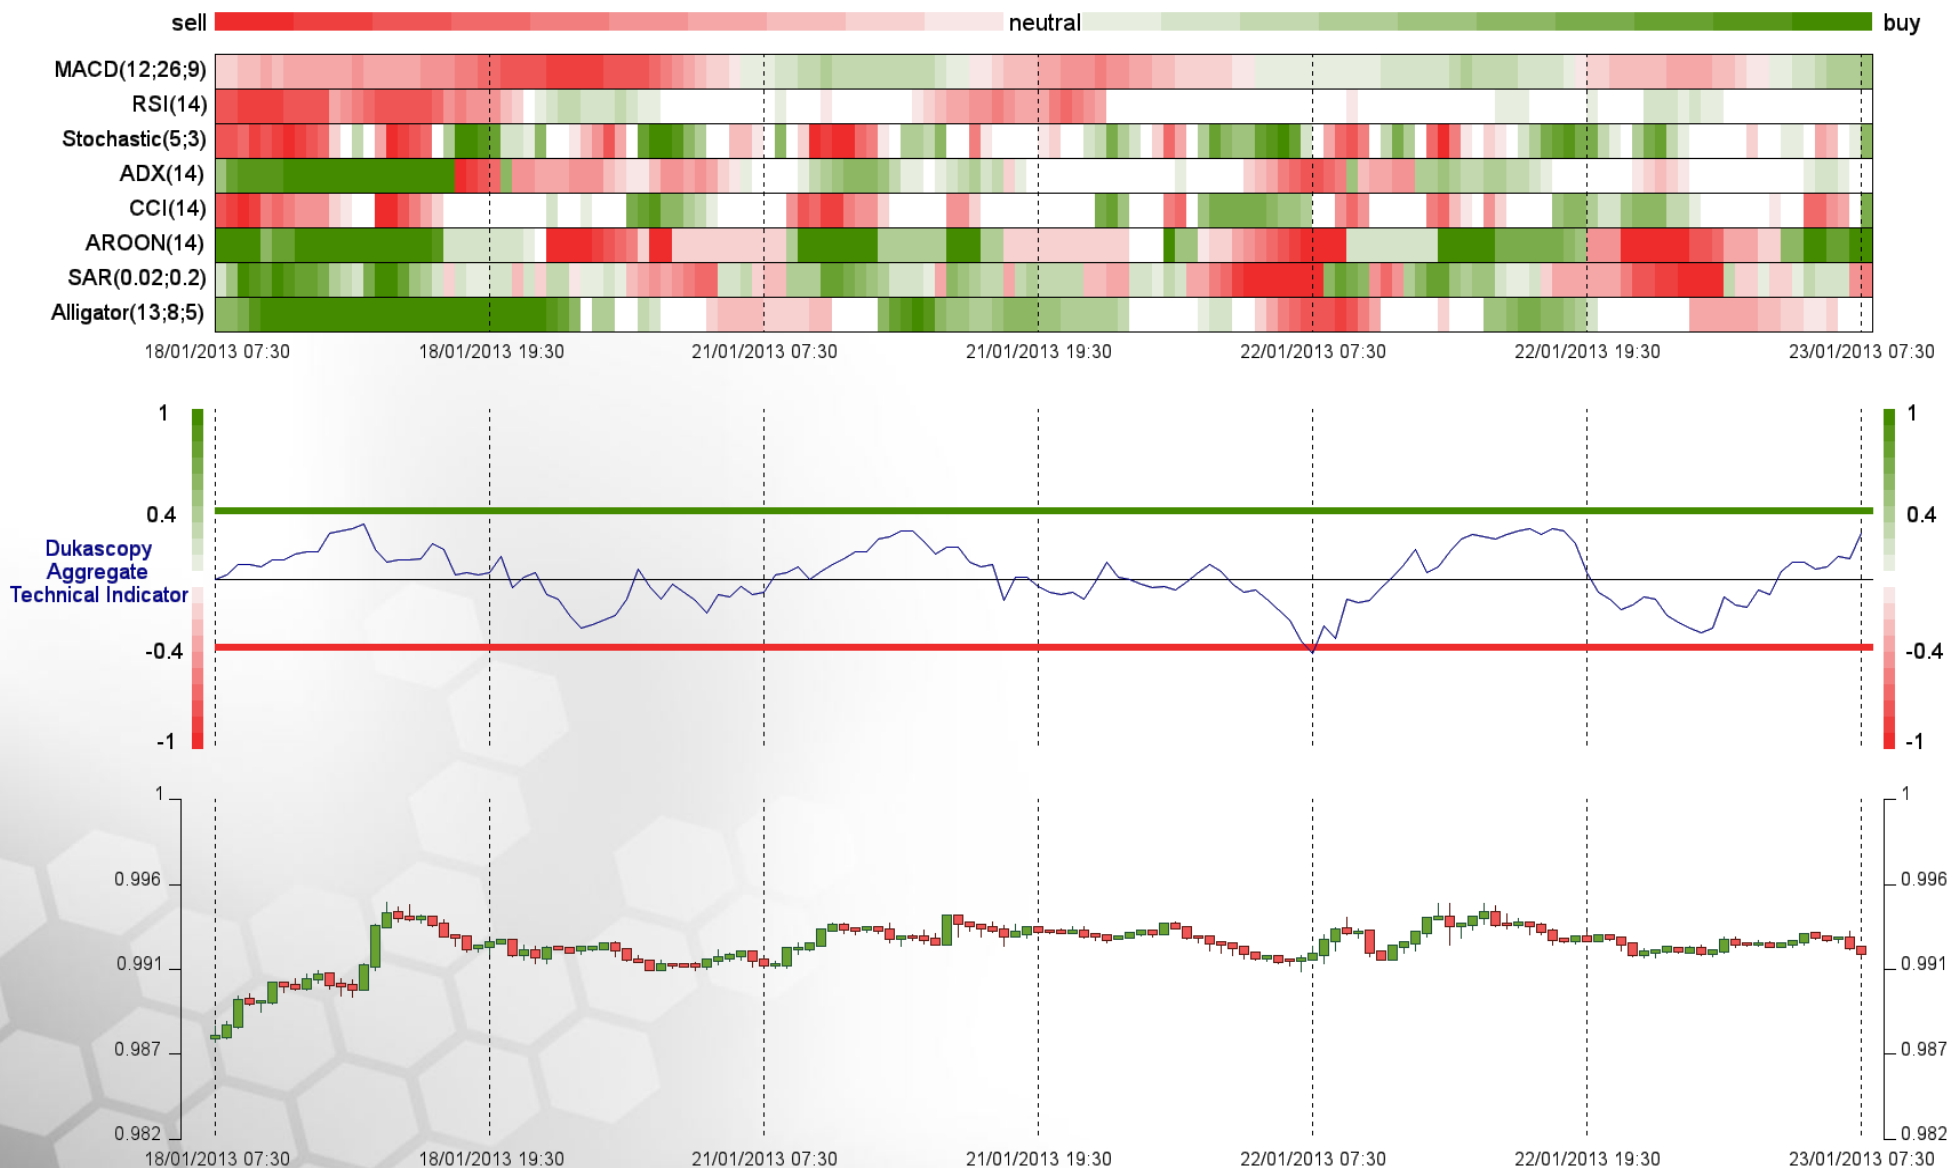 sell neutral buy
MACD(12;26;9)
RSI(14)
Stochastic(5;3)
ADX(14)
CCI(14)
AROON(14)
SAR(0.02;0.2)
Alligator(13;8;5)
18/01/2013 07:30 18/01/2013 19:30 21/01/2013 07:30 21/01/2013 19:30 22/01/2013 07:30 22/01/2013 19:30 23/01/2013 07:30
1 1
0.4 0.4
Dukascopy
Aggregate
Technical Indicator
-0.4 -0.4
-1 -1
1 1
0.996 0.996
0.991 0.991
0.987 0.987
0.982 0.982
18/01/2013 07:30 18/01/2013 19:30 21/01/2013 07:30 21/01/2013 19:30 22/01/2013 07:30 22/01/2013 19:30 23/01/2013 07:30